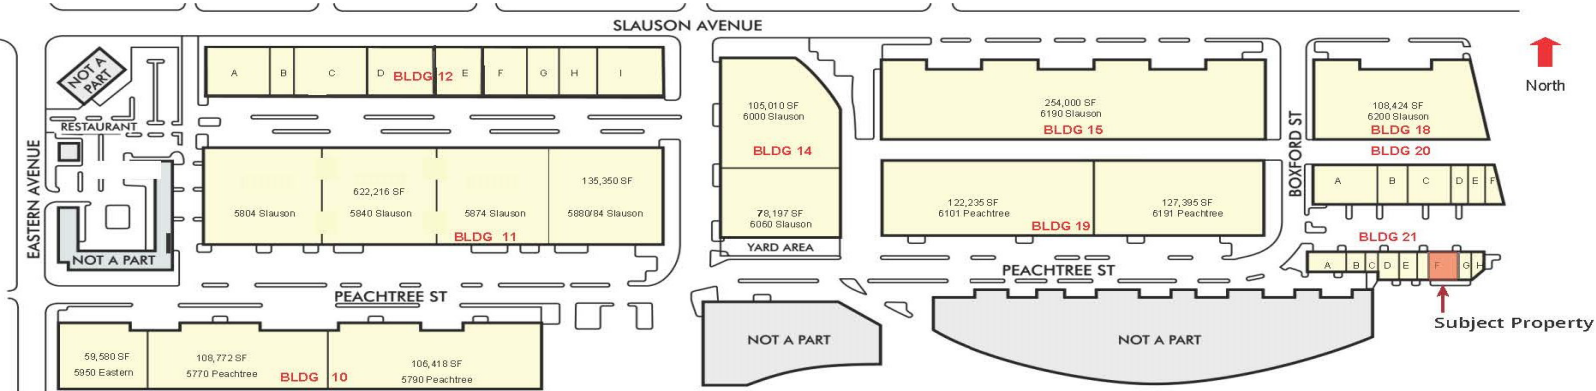 SLAUSON AVENUE
North
NOT A
PART
A B C D BLDG 12 E F G H I
RESTAURANT
EASTERN AVENUE
5804 Slauson
622,216 SF
5840 Slauson
5874 Slauson
135,350 SF
5880/84 Slauson
BLDG 11
NOT A PART
PEACHTREE ST
59,580 SF
5950 Eastern
108,772 SF
5770 Peachtree
BLDG 10
106,418 SF
5790 Peachtree
105,010 SF
6000 Slauson
BLDG 14
78,197 SF
6060 Slauson
YARD AREA
254,000 SF
6190 Slauson
BLDG 15
122,235 SF
6101 Peachtree
BLDG 19
127,395 SF
6191 Peachtree
PEACHTREE ST
NOT A PART
NOT A PART
BOXFORD ST
108,424 SF
6200 Slauson
BLDG 18
BLDG 20
A B C D E F
BLDG 21
A B C D E F G H
Subject Property